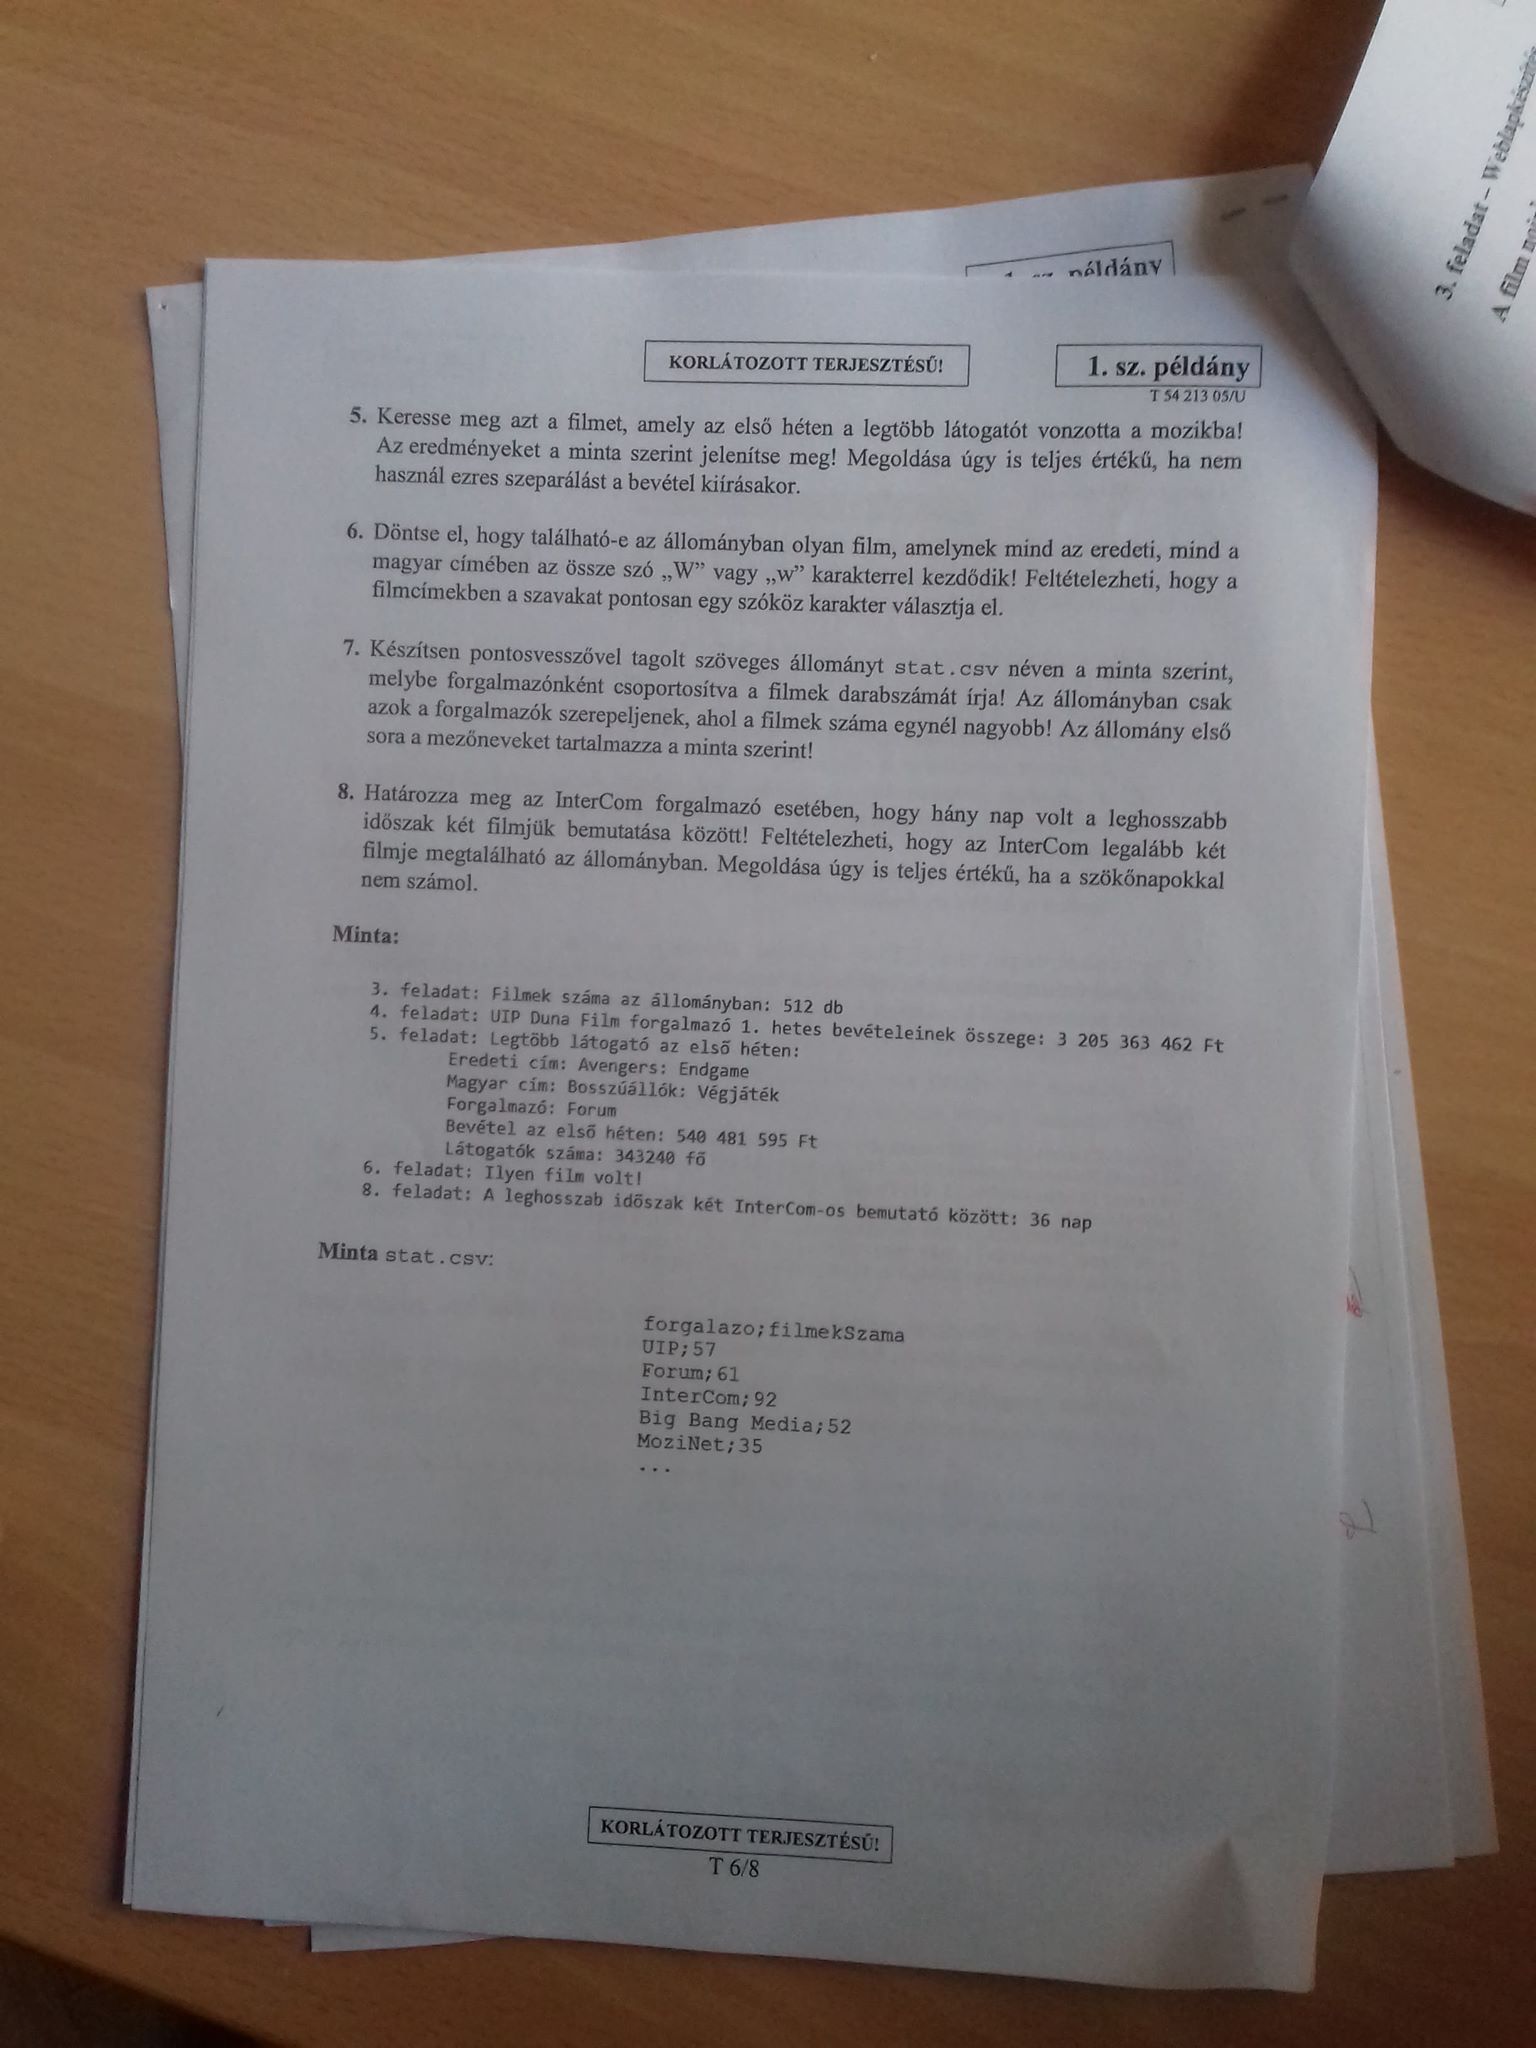 3. feladat – Weblapkészítés
A film
sz. példány
KORLÁTOZOTT TERJESZTÉSŰ!
1. sz. példány
T 54 213 05/U
5. Keresse meg azt a filmet, amely az első héten a legtöbb látogatót vonzotta a mozikba!
Az eredményeket a minta szerint jelenítse meg! Megoldása úgy is teljes értékű, ha nem
használ ezres szeparálást a bevétel kiírásakor.
6. Döntse el, hogy található-e az állományban olyan film, amelynek mind az eredeti, mind a
magyar címében az össze szó „W” vagy „w” karakterrel kezdődik! Feltételezheti, hogy a
filmcímekben a szavakat pontosan egy szóköz karakter választja el.
7. Készítsen pontosvesszővel tagolt szöveges állományt stat.csv néven a minta szerint,
melybe forgalmazónként csoportosítva a filmek darabszámát írja! Az állományban csak
azok a forgalmazók szerepeljenek, ahol a filmek száma egynél nagyobb! Az állomány első
sora a mezőneveket tartalmazza a minta szerint!
8. Határozza meg az InterCom forgalmazó esetében, hogy hány nap volt a leghosszabb
időszak két filmjük bemutatása között! Feltételezheti, hogy az InterCom legalább két
filmje megtalálható az állományban. Megoldása úgy is teljes értékű, ha a szökőnapokkal
nem számol.
Minta:
3. feladat: Filmek száma az állományban: 512 db
4. feladat: UIP Duna Film forgalmazó 1. hetes bevételeinek összege: 3 205 363 462 Ft
5. feladat: Legtöbb látogató az első héten:
Eredeti cím: Avengers: Endgame
Magyar cím: Bosszúállók: Végjáték
Forgalmazó: Forum
Bevétel az első héten: 540 481 595 Ft
Látogatók száma: 343240 fő
6. feladat: Ilyen film volt!
8. feladat: A leghosszab időszak két InterCom-os bemutató között: 36 nap
Minta stat.csv:
forgalazo;filmekSzama
UIP;57
Forum;61
InterCom;92
Big Bang Media;52
MoziNet;35
...
KORLÁTOZOTT TERJESZTÉSŰ!
T 6/8